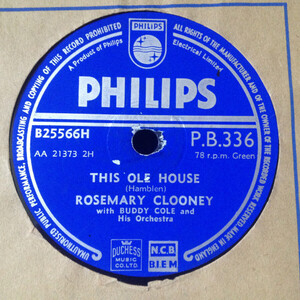 ALL RIGHTS OF THE MANUFACTURER AND OF THE OWNER OF THE RECORDED WORK RESERVED
MADE IN ENGLAND
UNAUTHORISED PUBLIC PERFORMANCE, BROADCASTING AND COPYING OF THIS RECORD PROHIBITED
A Product of Philips
Electrical Limited
PHILIPS
B25566H
P.B.336
AA 21373 2H
78 r.p.m. Green
THIS OLE HOUSE
(Hamblen)
ROSEMARY CLOONEY
with BUDDY COLE and
His Orchestra
DUCHESS
MUSIC
CO. LTD.
N.C.B.
B.I.E.M